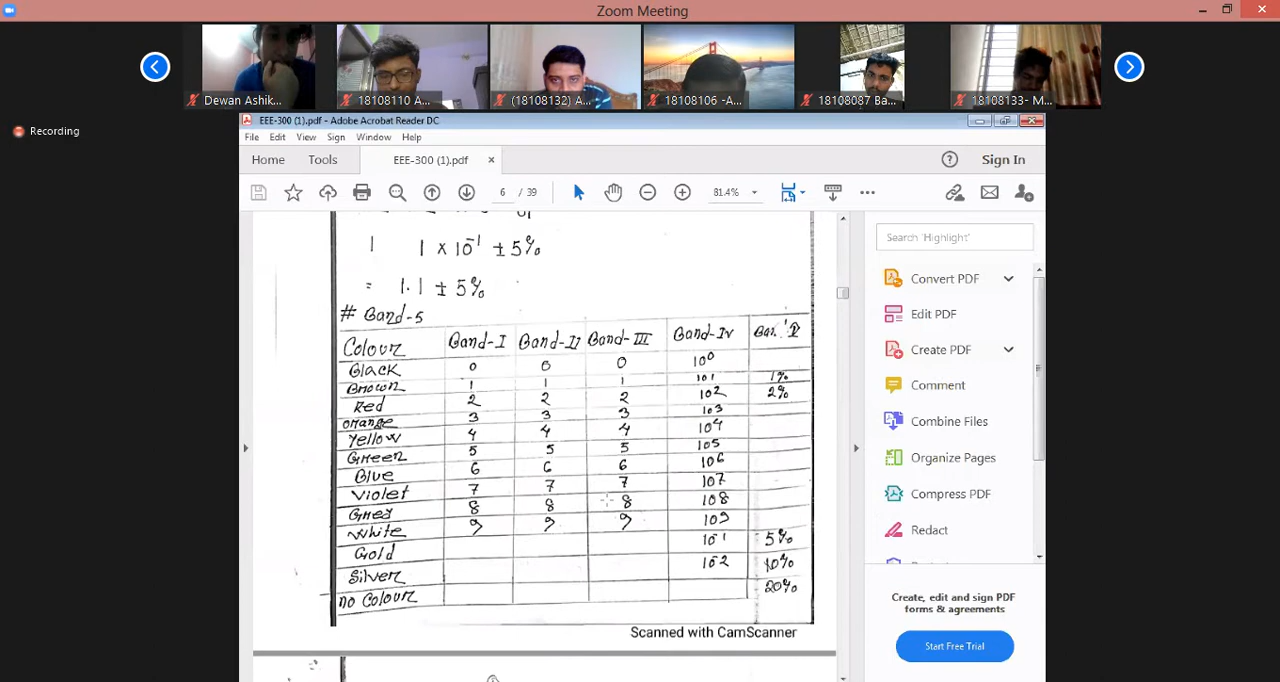 Zoom Meeting
Dewan Ashik...
18108110 A...
(18108132) A...
18108106 -A...
18108087 Ba...
18108133- M...
Recording
EEE-300 (1).pdf - Adobe Acrobat Reader DC
File Edit View Sign Window Help
Home Tools EEE-300 (1).pdf × Sign In
6 / 39 81.4%
1 1 × 10⁻¹ ± 5%
= 1.1 ± 5%
# Band-5
Colour Band-I Band-II Band-III Band-IV Ban
Black 0 0 0 10⁰
Brown 1 1 1 10¹ 1%
Red 2 2 2 10² 2%
Orange 3 3 3 10³
Yellow 4 4 4 10⁴
Green 5 5 5 10⁵
Blue 6 6 6 10⁶
Violet 7 7 7 10⁷
Grey 8 8 8 10⁸
White 9 9 9 10⁹
Gold 10⁻¹ 5%
Silver 10⁻² 10%
no Colour 20%
Scanned with CamScanner
Search 'Highlight'
Convert PDF
Edit PDF
Create PDF
Comment
Combine Files
Organize Pages
Compress PDF
Redact
Create, edit and sign PDF
forms & agreements
Start Free Trial